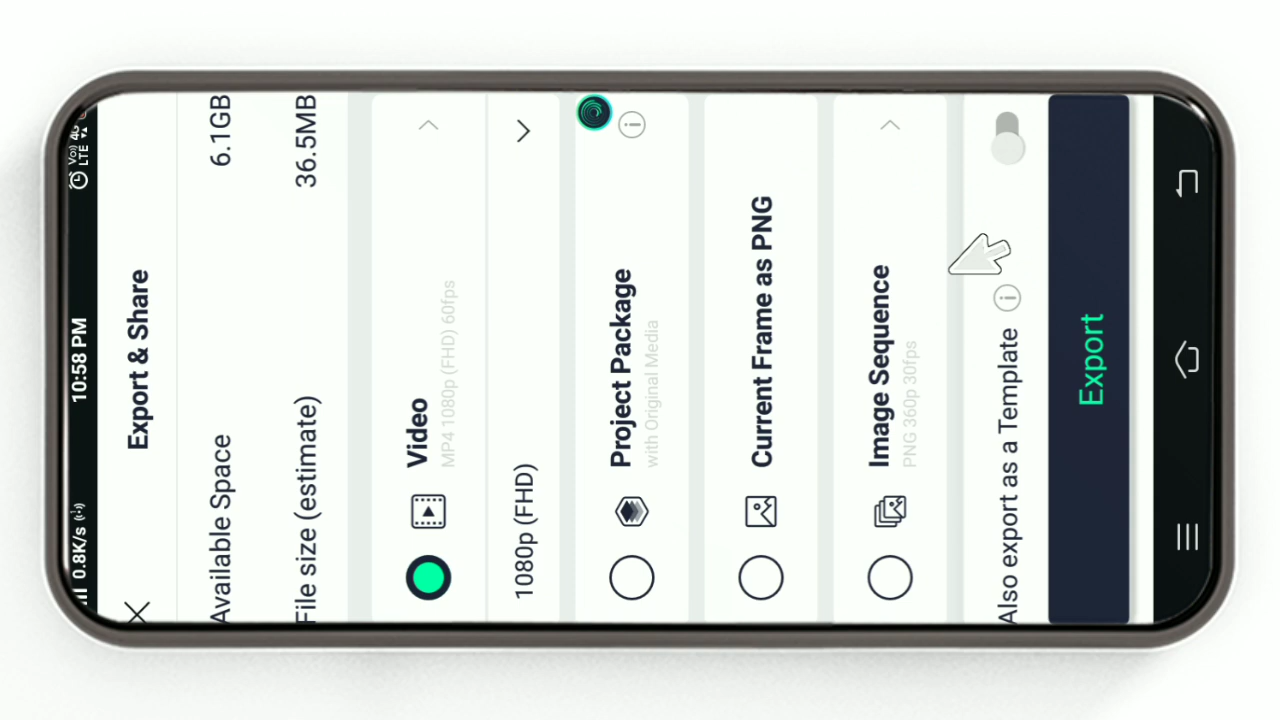 0.8K/s
10:58 PM
Vo)) 4G
LTE
Export & Share
Available Space
6.1GB
File size (estimate)
36.5MB
Video
MP4 1080p (FHD) 60fps
1080p (FHD)
Project Package
with Original Media
Current Frame as PNG
Image Sequence
PNG 360p 30fps
Also export as a Template
Export